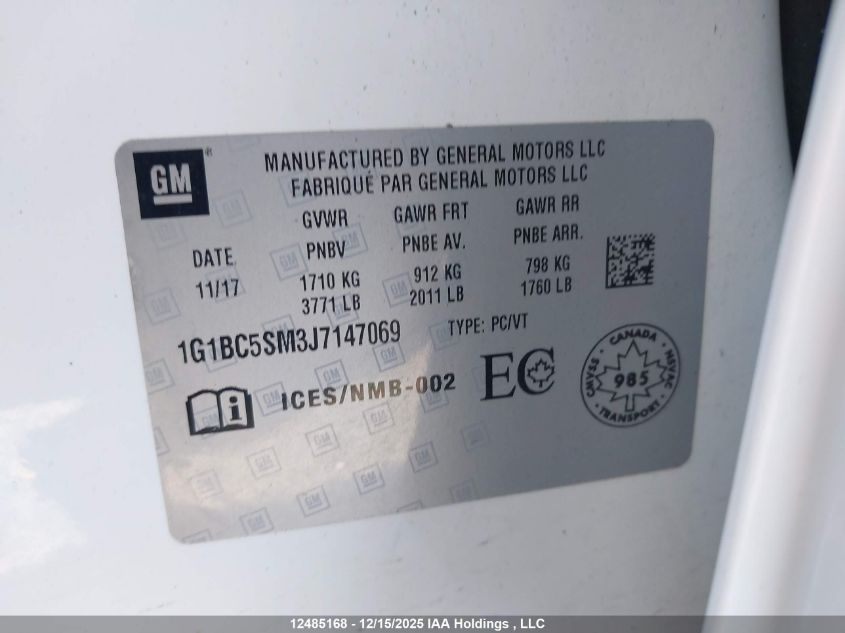 GM
MANUFACTURED BY GENERAL MOTORS LLC
FABRIQUÉ PAR GENERAL MOTORS LLC
DATE
11/17
GVWR
PNBV
1710 KG
3771 LB
GAWR FRT
PNBE AV.
912 KG
2011 LB
GAWR RR
PNBE ARR.
798 KG
1760 LB
1G1BC5SM3J7147069
TYPE: PC/VT
i ICES/NMB-002
EC
CANADA
CMVSS
985
NSVAC
TRANSPORT
12485168 - 12/15/2025 IAA Holdings , LLC